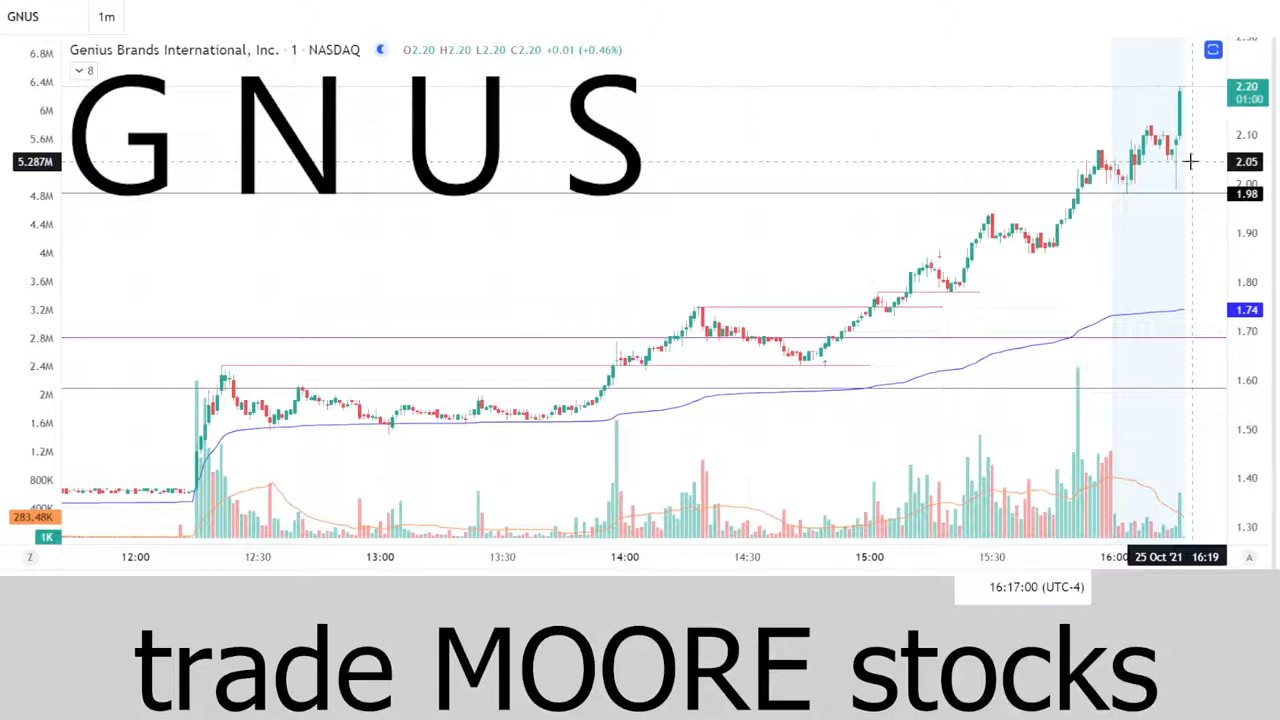 GNUS 1m
Genius Brands International, Inc. · 1 · NASDAQ O2.20 H2.20 L2.20 C2.20 +0.01 (+0.46%)
8
G N U S
6.8M
6.4M
6M
5.6M
5.287M
4.8M
4.4M
4M
3.6M
3.2M
2.8M
2.4M
2M
1.6M
1.2M
800K
283.48K
1K
2.20
01:00
2.10
2.05
2.00
1.98
1.90
1.80
1.74
1.70
1.60
1.50
1.40
1.30
Z 12:00 12:30 13:00 13:30 14:00 14:30 15:00 15:30 16:00 25 Oct '21 16:19 A
16:17:00 (UTC-4)
trade MOORE stocks